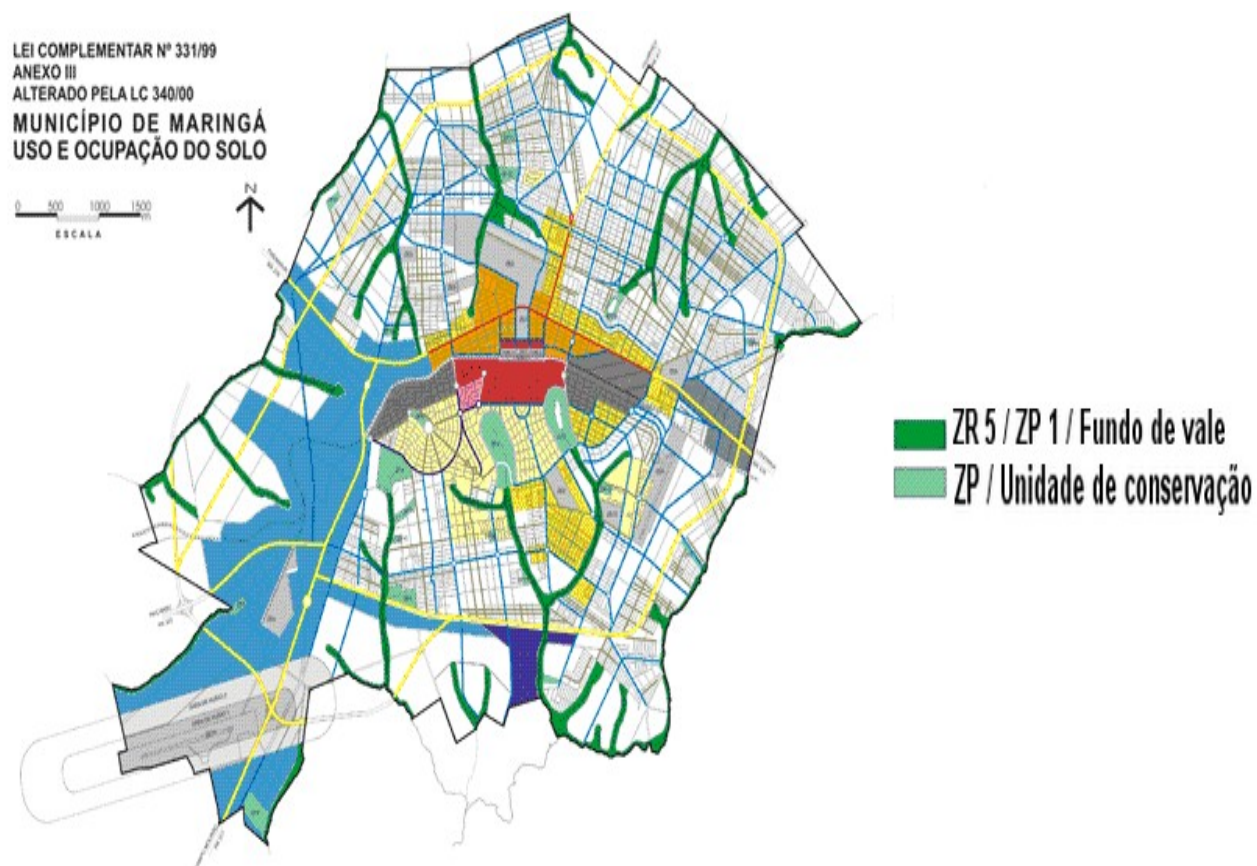 LEI COMPLEMENTAR Nº 331/99
ANEXO III
ALTERADO PELA LC 340/00
MUNICÍPIO DE MARINGÁ
USO E OCUPAÇÃO DO SOLO
0 500 1000 1500
m
ESCALA
N
ZR 5 / ZP 1 / Fundo de vale
ZP / Unidade de conservação